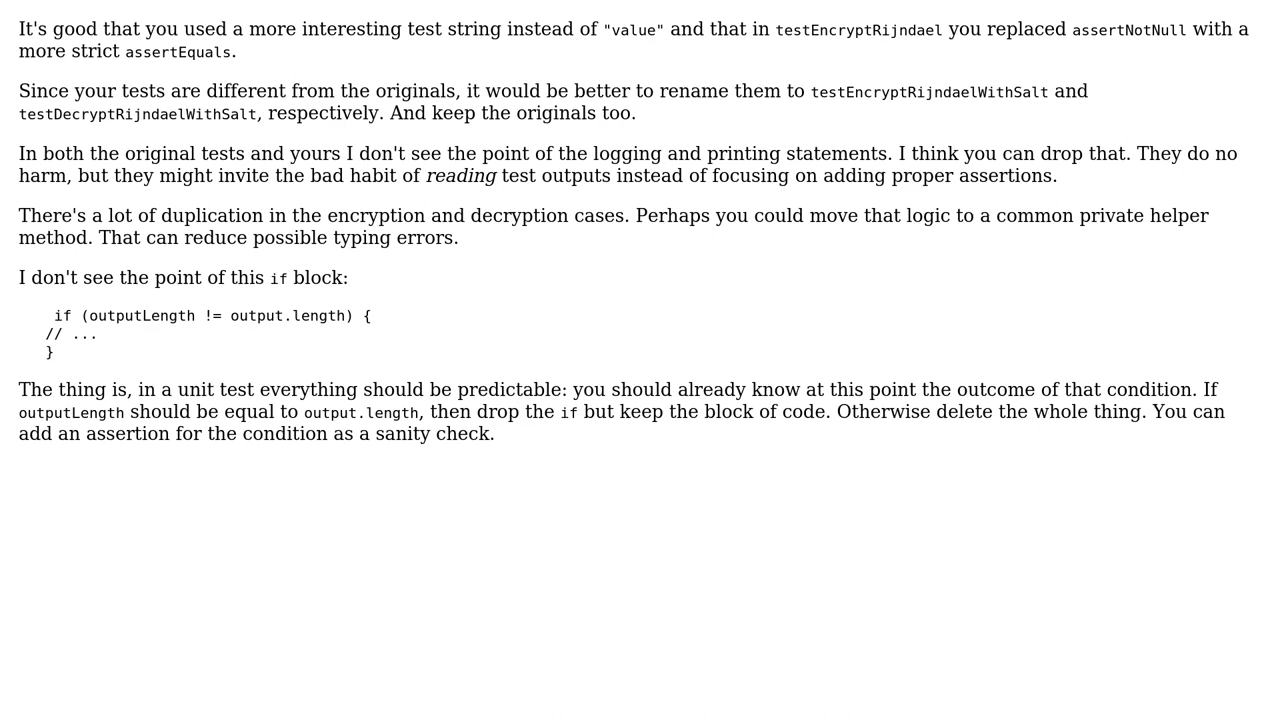 It's good that you used a more interesting test string instead of "value" and that in testEncryptRijndael you replaced assertNotNull with a
more strict assertEquals.
Since your tests are different from the originals, it would be better to rename them to testEncryptRijndaelWithSalt and
testDecryptRijndaelWithSalt, respectively. And keep the originals too.
In both the original tests and yours I don't see the point of the logging and printing statements. I think you can drop that. They do no
harm, but they might invite the bad habit of reading test outputs instead of focusing on adding proper assertions.
There's a lot of duplication in the encryption and decryption cases. Perhaps you could move that logic to a common private helper
method. That can reduce possible typing errors.
I don't see the point of this if block:
if (outputLength != output.length) {
// ...
}
The thing is, in a unit test everything should be predictable: you should already know at this point the outcome of that condition. If
outputLength should be equal to output.length, then drop the if but keep the block of code. Otherwise delete the whole thing. You can
add an assertion for the condition as a sanity check.